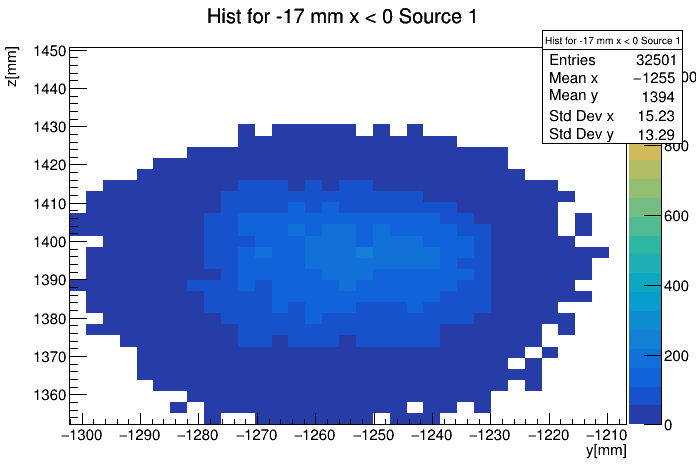 Hist for -17 mm x < 0 Source 1
Hist for -17 mm x < 0 Source 1
Entries 32501
Mean x −1255
Mean y 1394
Std Dev x 15.23
Std Dev y 13.29
z[mm]
1450
1440
1430
1420
1410
1400
1390
1380
1370
1360
800
600
400
200
0
−1300 −1290 −1280 −1270 −1260 −1250 −1240 −1230 −1220 −1210
y[mm]